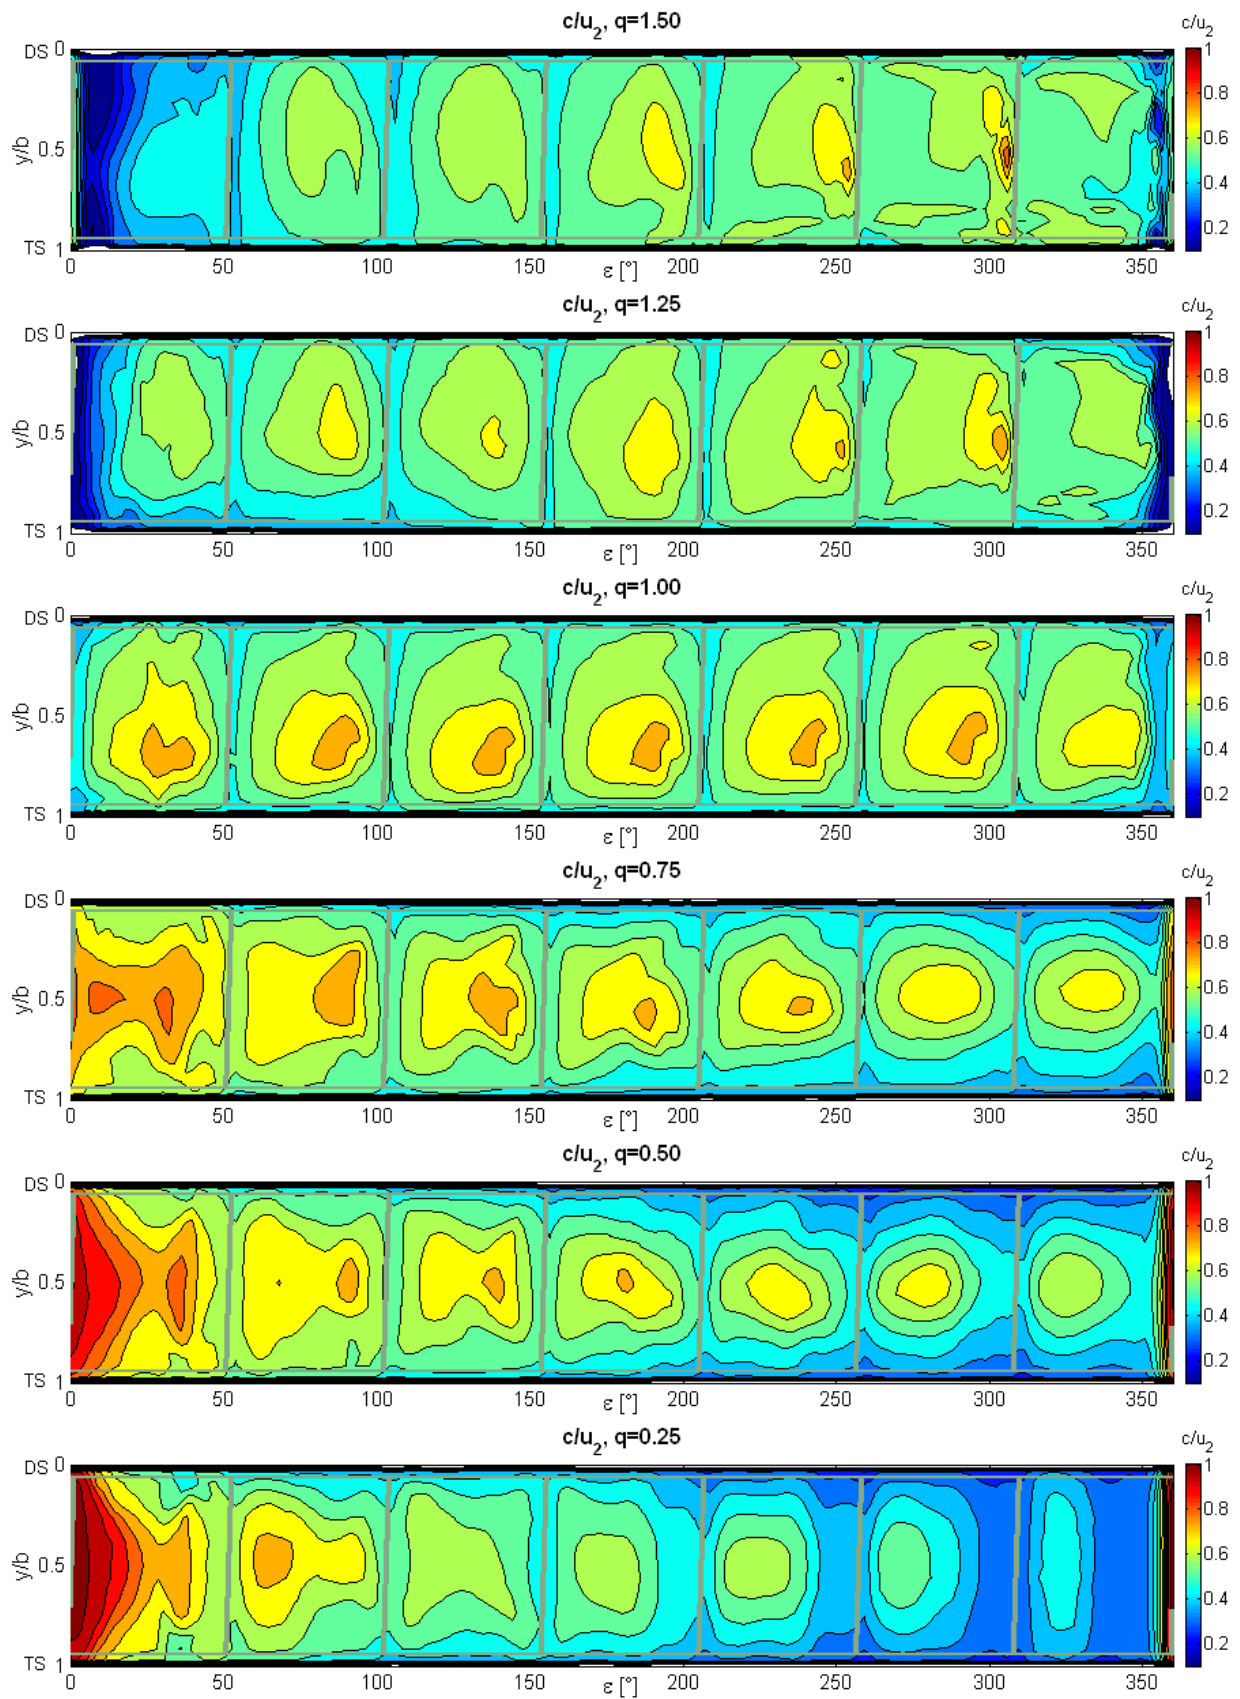 c/u2, q=1.50
c/u2
DS 0
y/b 0.5
TS 1
0 50 100 150 200 250 300 350
ε [°]
1
0.8
0.6
0.4
0.2
c/u2, q=1.25
c/u2
DS 0
y/b 0.5
TS 1
0 50 100 150 200 250 300 350
ε [°]
1
0.8
0.6
0.4
0.2
c/u2, q=1.00
c/u2
DS 0
y/b 0.5
TS 1
0 50 100 150 200 250 300 350
ε [°]
1
0.8
0.6
0.4
0.2
c/u2, q=0.75
c/u2
DS 0
y/b 0.5
TS 1
0 50 100 150 200 250 300 350
ε [°]
1
0.8
0.6
0.4
0.2
c/u2, q=0.50
c/u2
DS 0
y/b 0.5
TS 1
0 50 100 150 200 250 300 350
ε [°]
1
0.8
0.6
0.4
0.2
c/u2, q=0.25
c/u2
DS 0
y/b 0.5
TS 1
0 50 100 150 200 250 300 350
ε [°]
1
0.8
0.6
0.4
0.2